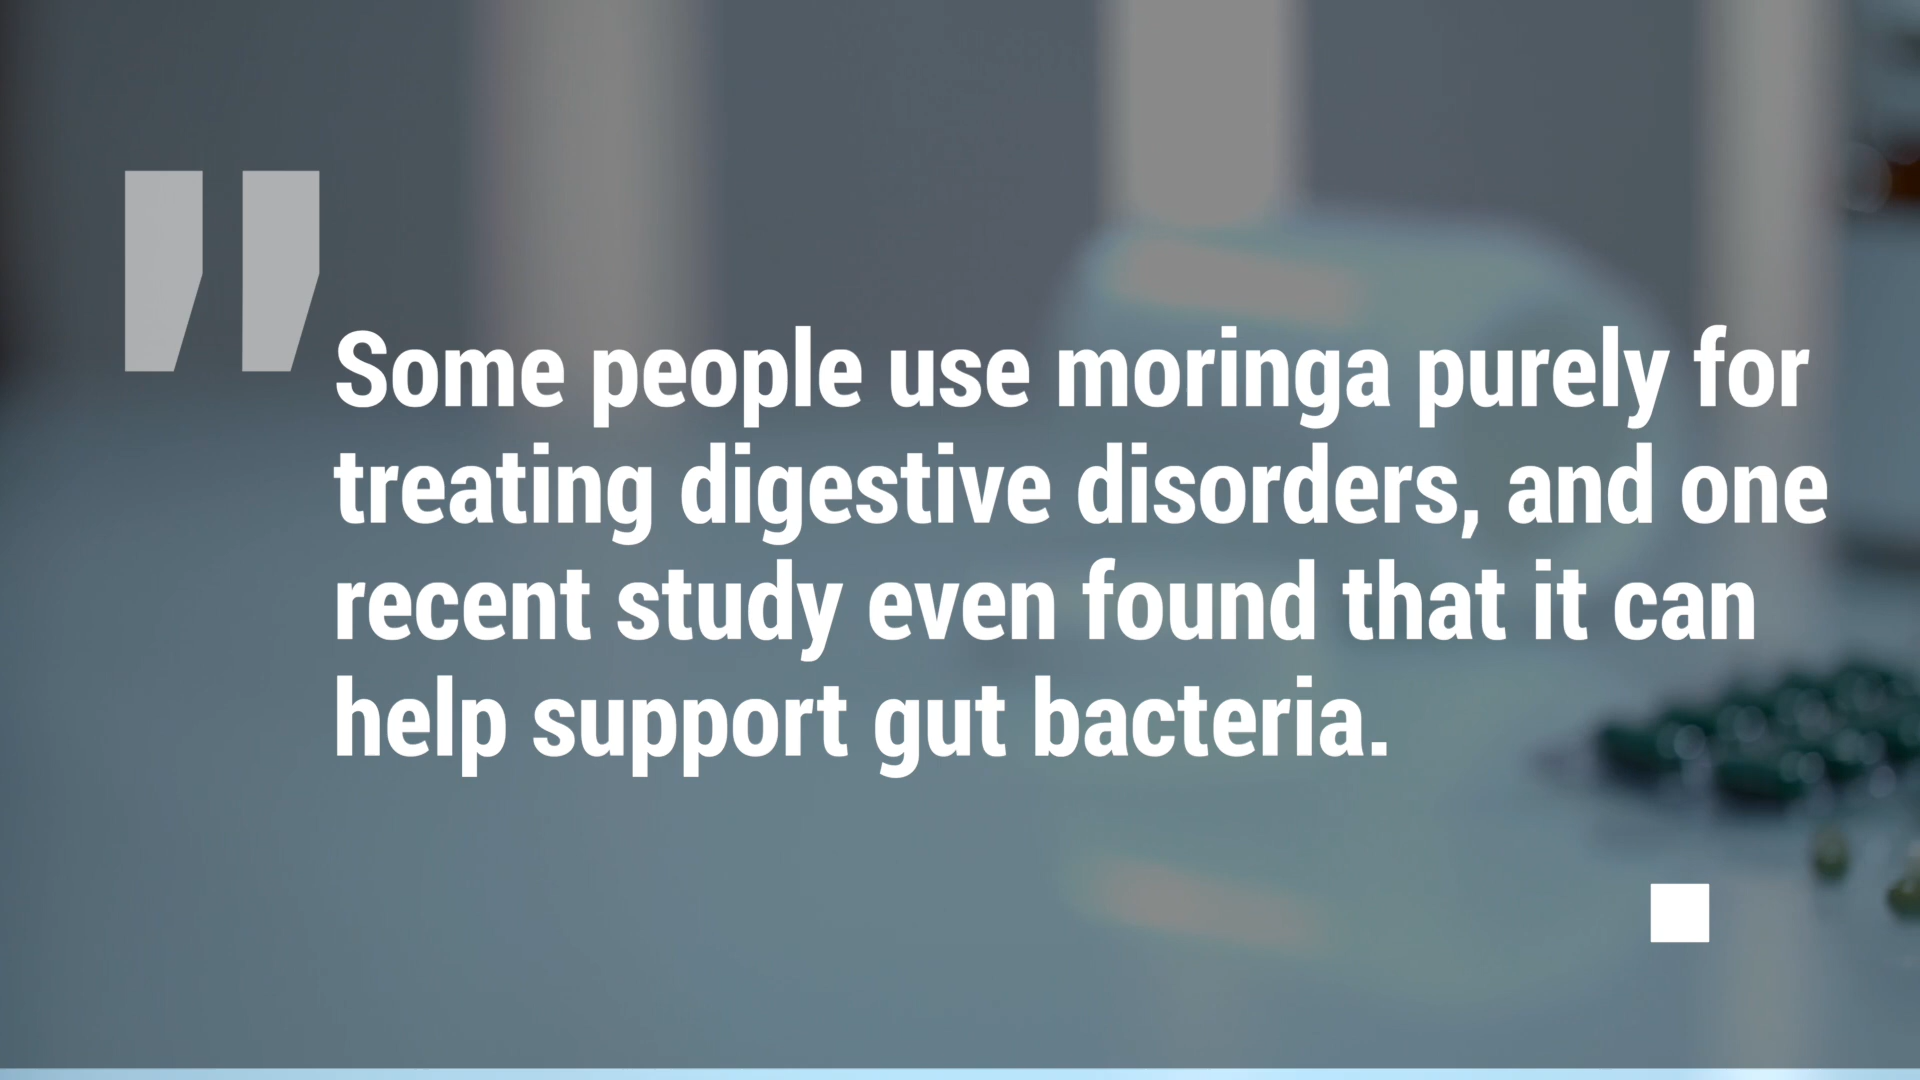 "
Some people use moringa purely for
treating digestive disorders, and one
recent study even found that it can
help support gut bacteria.